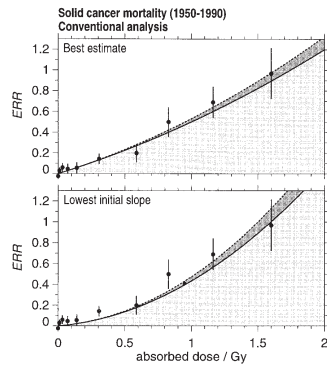 Solid cancer mortality (1950-1990)
Conventional analysis
Best estimate
ERR
1.2
1
0.8
0.6
0.4
0.2
0
Lowest initial slope
ERR
1.2
1
0.8
0.6
0.4
0.2
0
0 0.5 1 1.5 2
absorbed dose / Gy